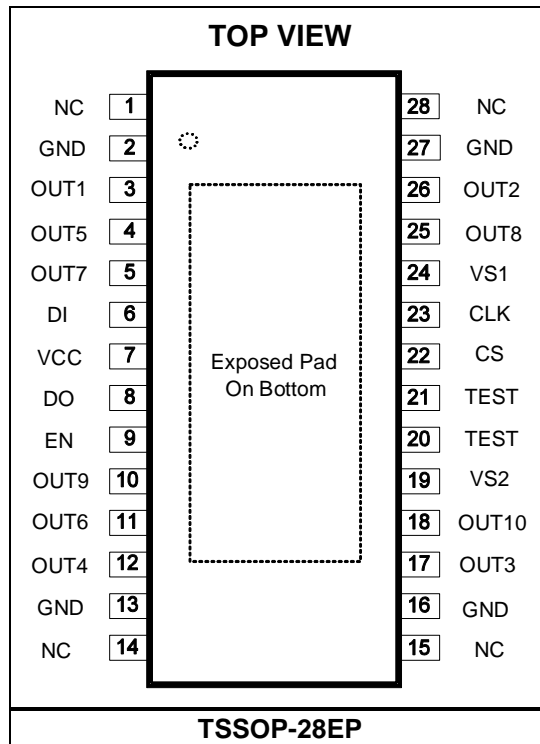 TOP VIEW
NC 1 28 NC
GND 2 27 GND
OUT1 3 26 OUT2
OUT5 4 25 OUT8
OUT7 5 24 VS1
DI 6 23 CLK
VCC 7 22 CS
Exposed Pad
On Bottom
DO 8 21 TEST
EN 9 20 TEST
OUT9 10 19 VS2
OUT6 11 18 OUT10
OUT4 12 17 OUT3
GND 13 16 GND
NC 14 15 NC
TSSOP-28EP